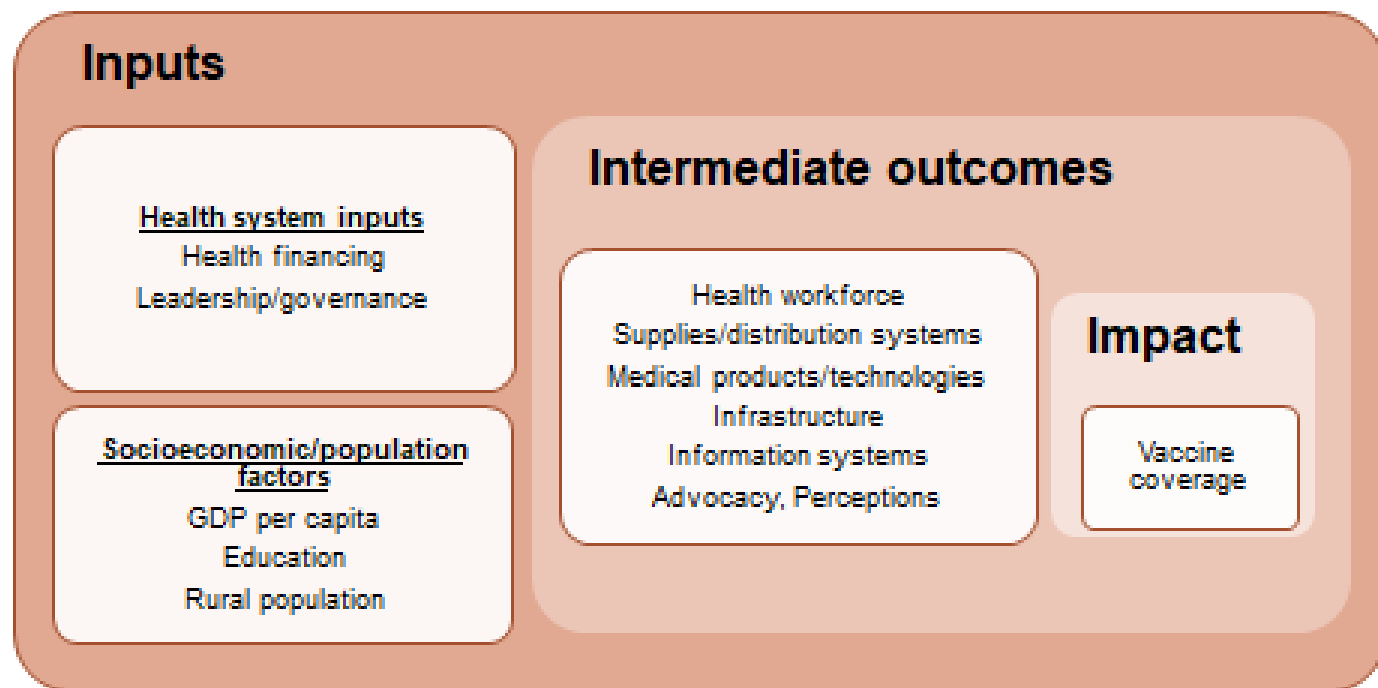 Inputs
Health system inputs
Health financing
Leadership/governance
Socioeconomic/population
factors
GDP per capita
Education
Rural population
Intermediate outcomes
Health workforce
Supplies/distribution systems
Medical products/technologies
Infrastructure
Information systems
Advocacy, Perceptions
Impact
Vaccine
coverage